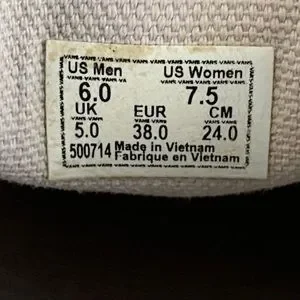 US Men US Women
6.0 7.5
UK EUR CM
5.0 38.0 24.0
500714 Made in Vietnam
Fabrique en Vietnam